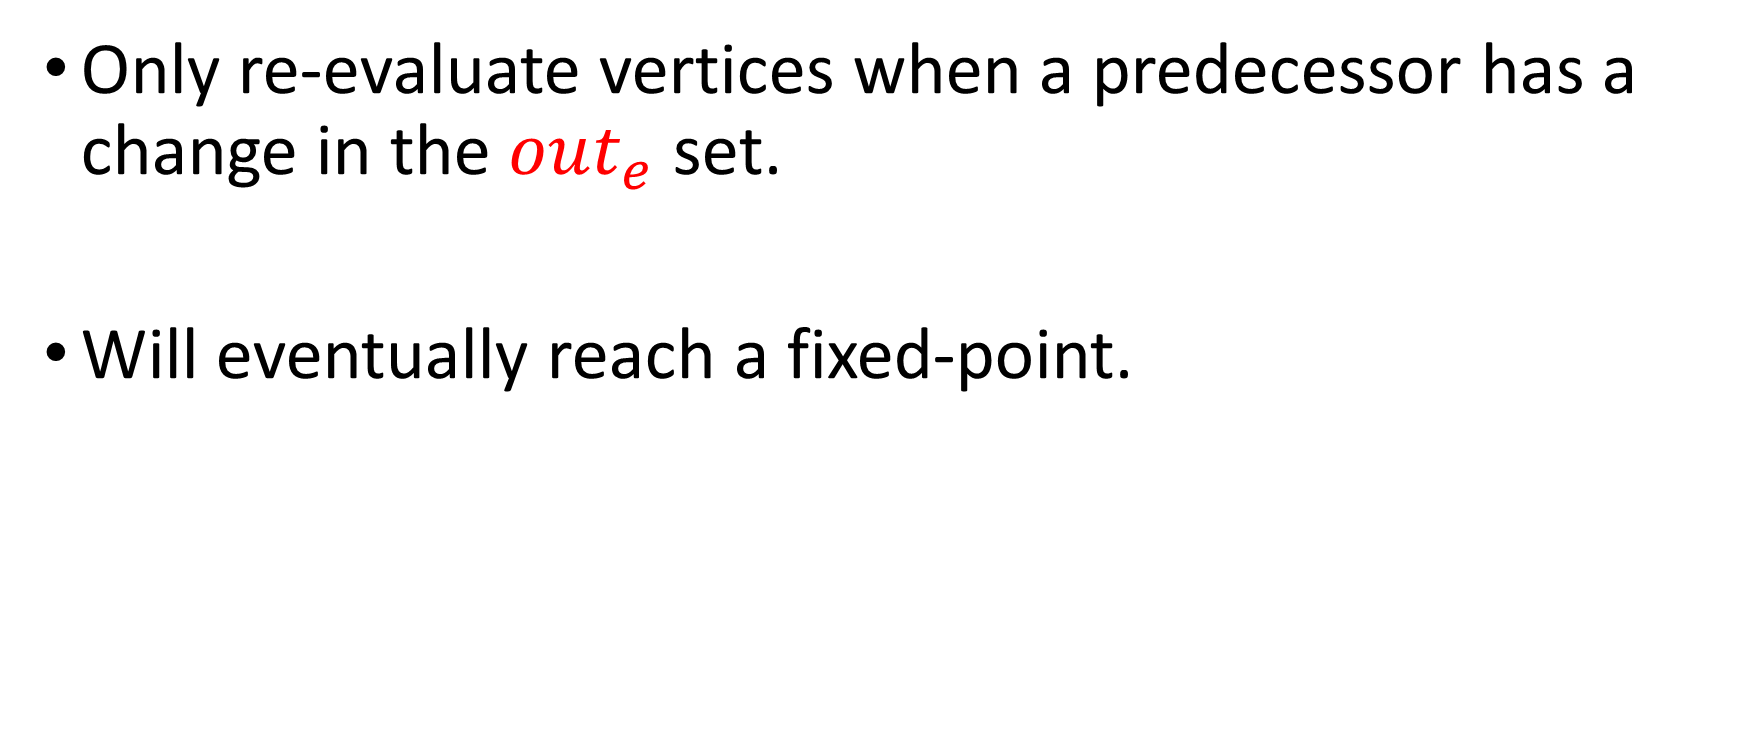 • Only re-evaluate vertices when a predecessor has a
change in the outₑ set.
• Will eventually reach a fixed-point.